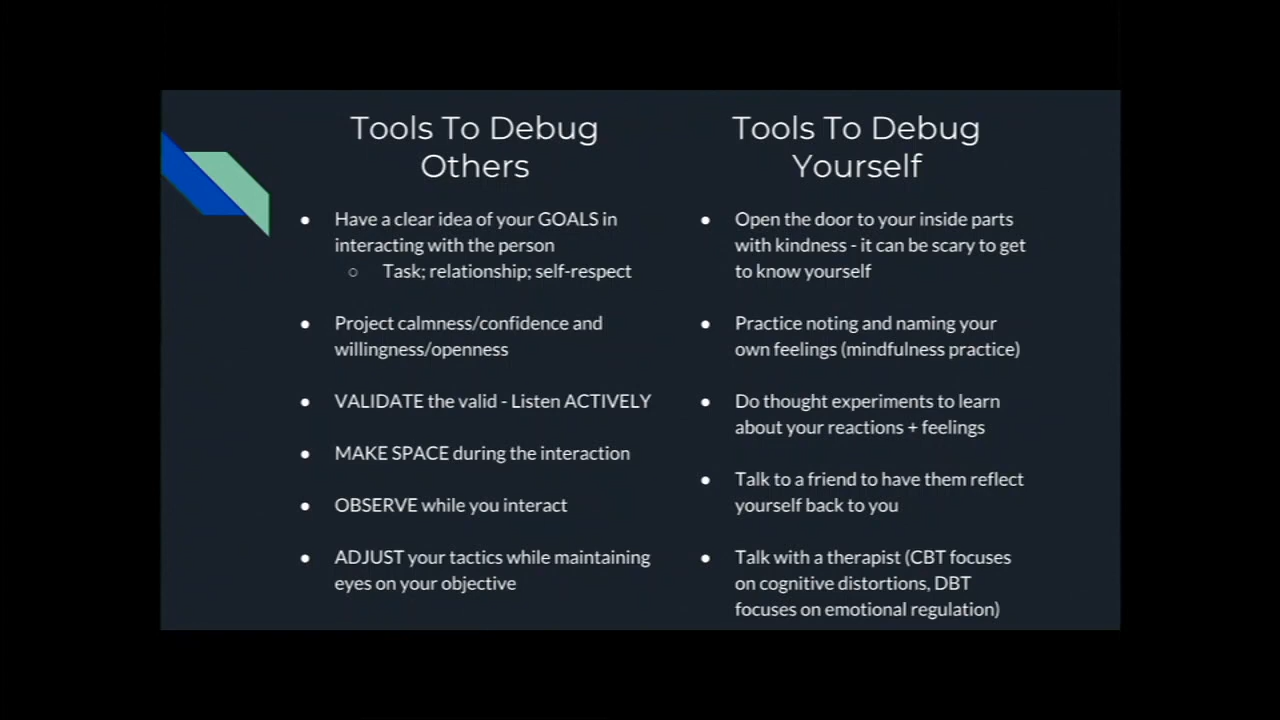 Tools To Debug
Others
● Have a clear idea of your GOALS in
interacting with the person
○ Task; relationship; self-respect
● Project calmness/confidence and
willingness/openness
● VALIDATE the valid - Listen ACTIVELY
● MAKE SPACE during the interaction
● OBSERVE while you interact
● ADJUST your tactics while maintaining
eyes on your objective
Tools To Debug
Yourself
● Open the door to your inside parts
with kindness - it can be scary to get
to know yourself
● Practice noting and naming your
own feelings (mindfulness practice)
● Do thought experiments to learn
about your reactions + feelings
● Talk to a friend to have them reflect
yourself back to you
● Talk with a therapist (CBT focuses
on cognitive distortions, DBT
focuses on emotional regulation)